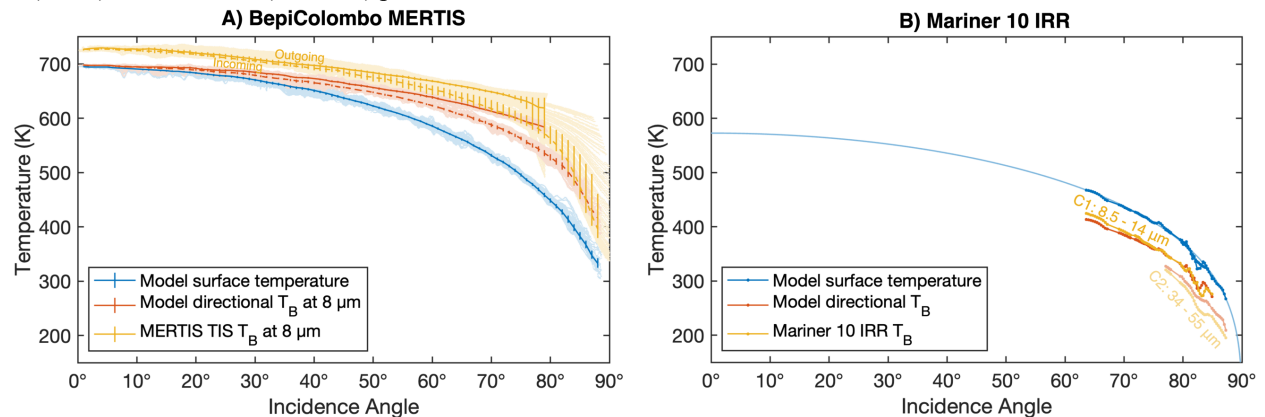 A) BepiColombo MERTIS
Temperature (K)
700
600
500
400
300
200
Outgoing
Incoming
Model surface temperature
Model directional T_B at 8 µm
MERTIS TIS T_B at 8 µm
0° 10° 20° 30° 40° 50° 60° 70° 80° 90°
Incidence Angle
B) Mariner 10 IRR
Temperature (K)
700
600
500
400
300
200
C1: 8.5 - 14 µm
C2: 34 - 55 µm
Model surface temperature
Model directional T_B
Mariner 10 IRR T_B
0° 10° 20° 30° 40° 50° 60° 70° 80° 90°
Incidence Angle